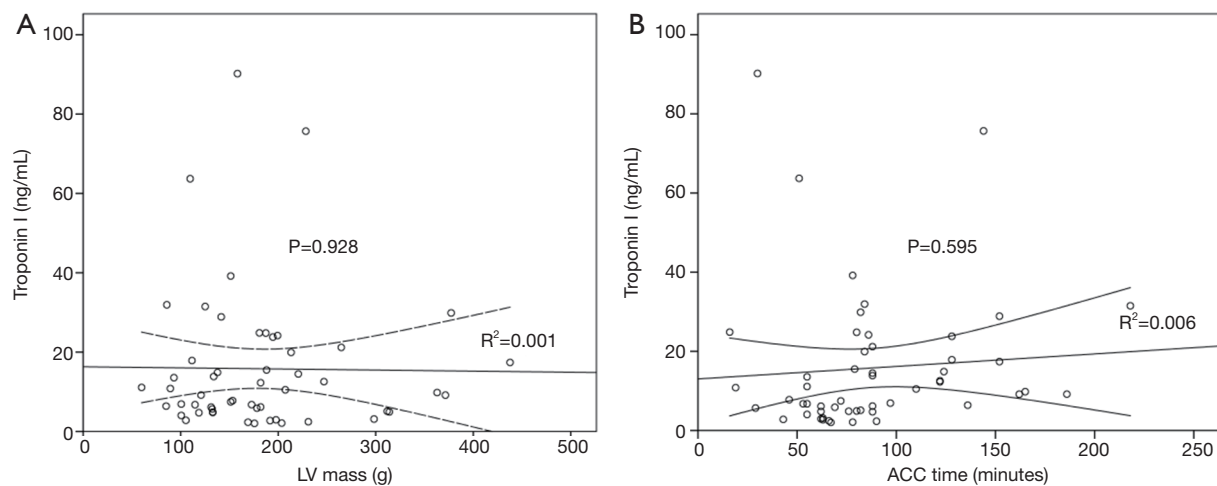 A
Troponin I (ng/mL)
100
80
60
40
20
0
P=0.928
R²=0.001
0 100 200 300 400 500
LV mass (g)
B
Troponin I (ng/mL)
100
80
60
40
20
0
P=0.595
R²=0.006
0 50 100 150 200 250
ACC time (minutes)